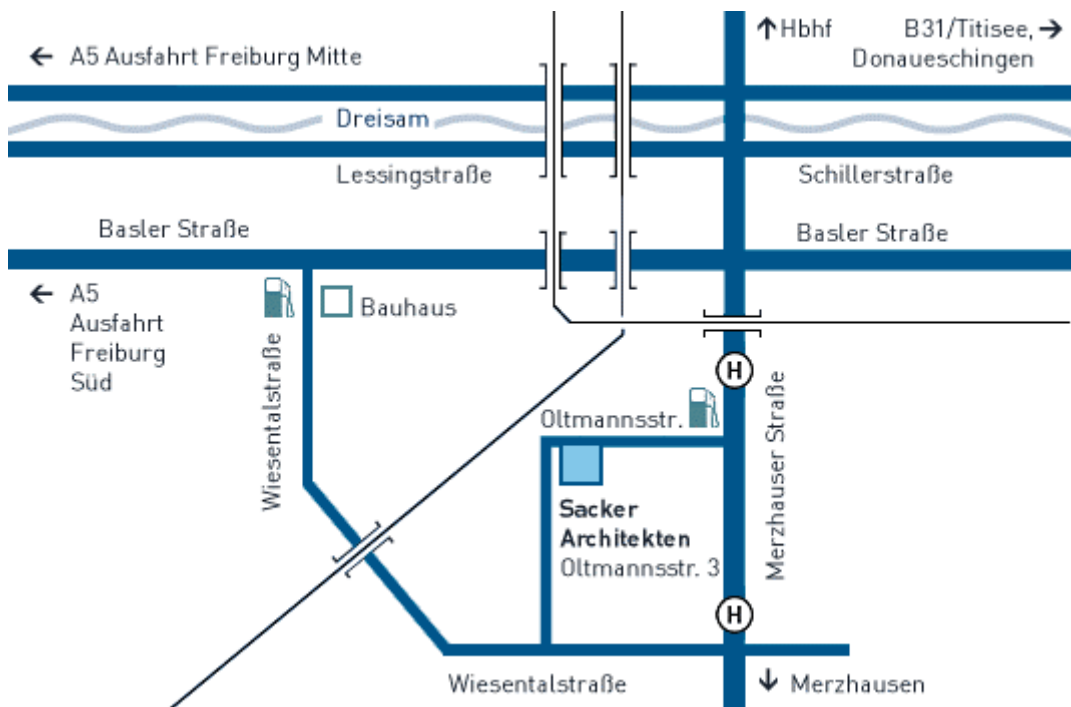 ↑Hbhf
B31/Titisee, →
Donaueschingen
← A5 Ausfahrt Freiburg Mitte
Dreisam
Lessingstraße
Schillerstraße
Basler Straße
Basler Straße
← A5
Ausfahrt
Freiburg
Süd
Bauhaus
Wiesentalstraße
H
Merzhauser Straße
Oltmannsstr.
Sacker
Architekten
Oltmannsstr. 3
H
Wiesentalstraße
↓ Merzhausen